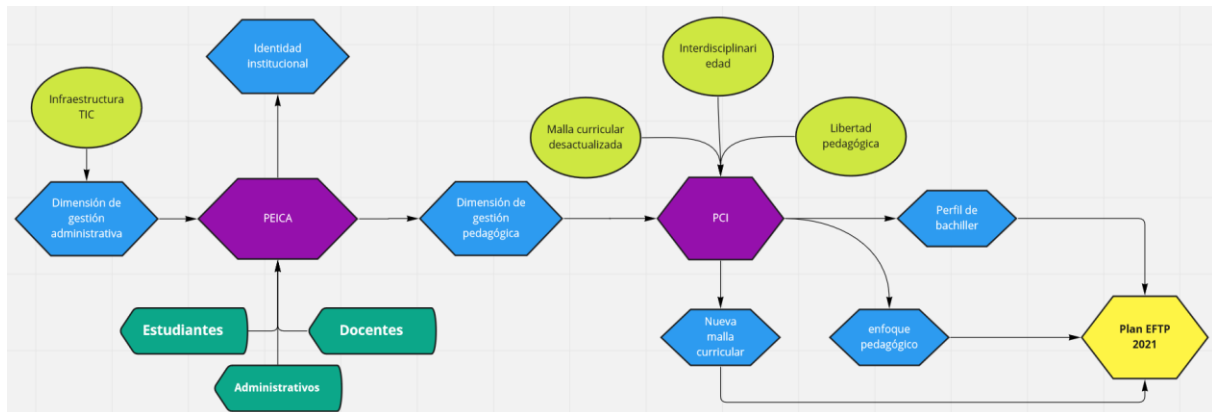 Identidad
institucional
Interdisciplinari
edad
Infraestructura
TIC
Malla curricular
desactualizada
Libertad
pedagógica
Dimensión de
gestión
administrativa
PEICA
Dimensión de
gestión
pedagógica
PCI
Perfil de
bachiller
Estudiantes
Docentes
Administrativos
Nueva
malla
curricular
enfoque
pedagógico
Plan EFTP
2021